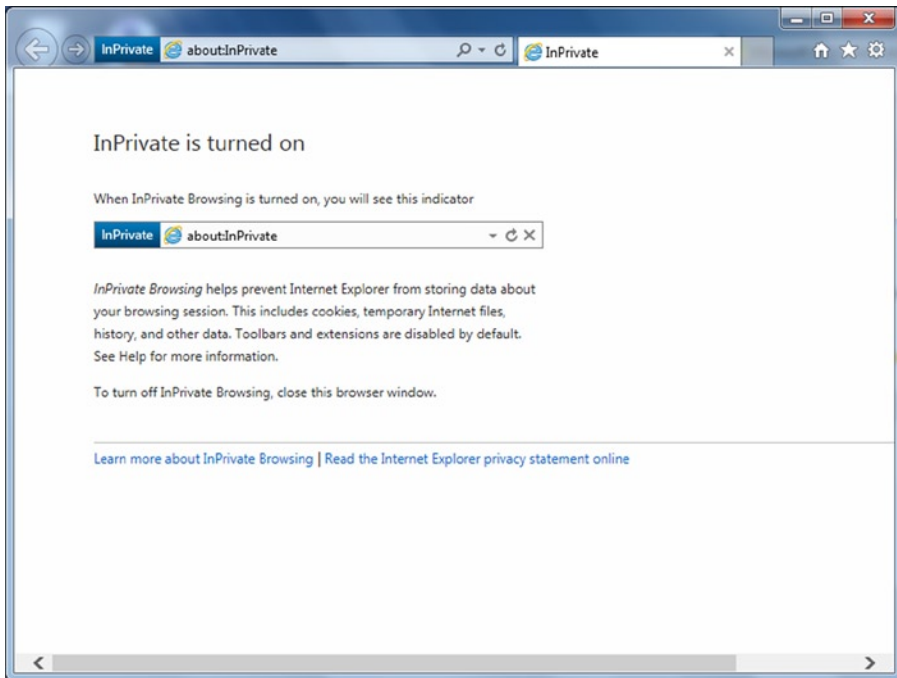 InPrivate about:InPrivate InPrivate
InPrivate is turned on
When InPrivate Browsing is turned on, you will see this indicator
InPrivate about:InPrivate
InPrivate Browsing helps prevent Internet Explorer from storing data about
your browsing session. This includes cookies, temporary Internet files,
history, and other data. Toolbars and extensions are disabled by default.
See Help for more information.
To turn off InPrivate Browsing, close this browser window.
Learn more about InPrivate Browsing | Read the Internet Explorer privacy statement online